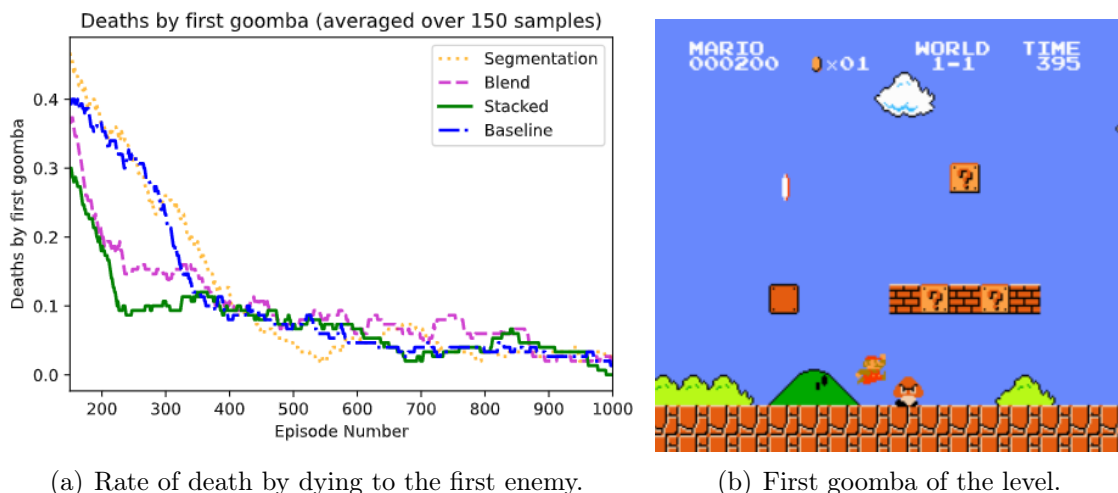 Deaths by first goomba (averaged over 150 samples)
Segmentation
Blend
Stacked
Baseline
Deaths by first goomba
0.4
0.3
0.2
0.1
0.0
200 300 400 500 600 700 800 900 1000
Episode Number
(a) Rate of death by dying to the first enemy.
MARIO WORLD TIME
000200 ×01 1-1 395
? 
? ?
(b) First goomba of the level.